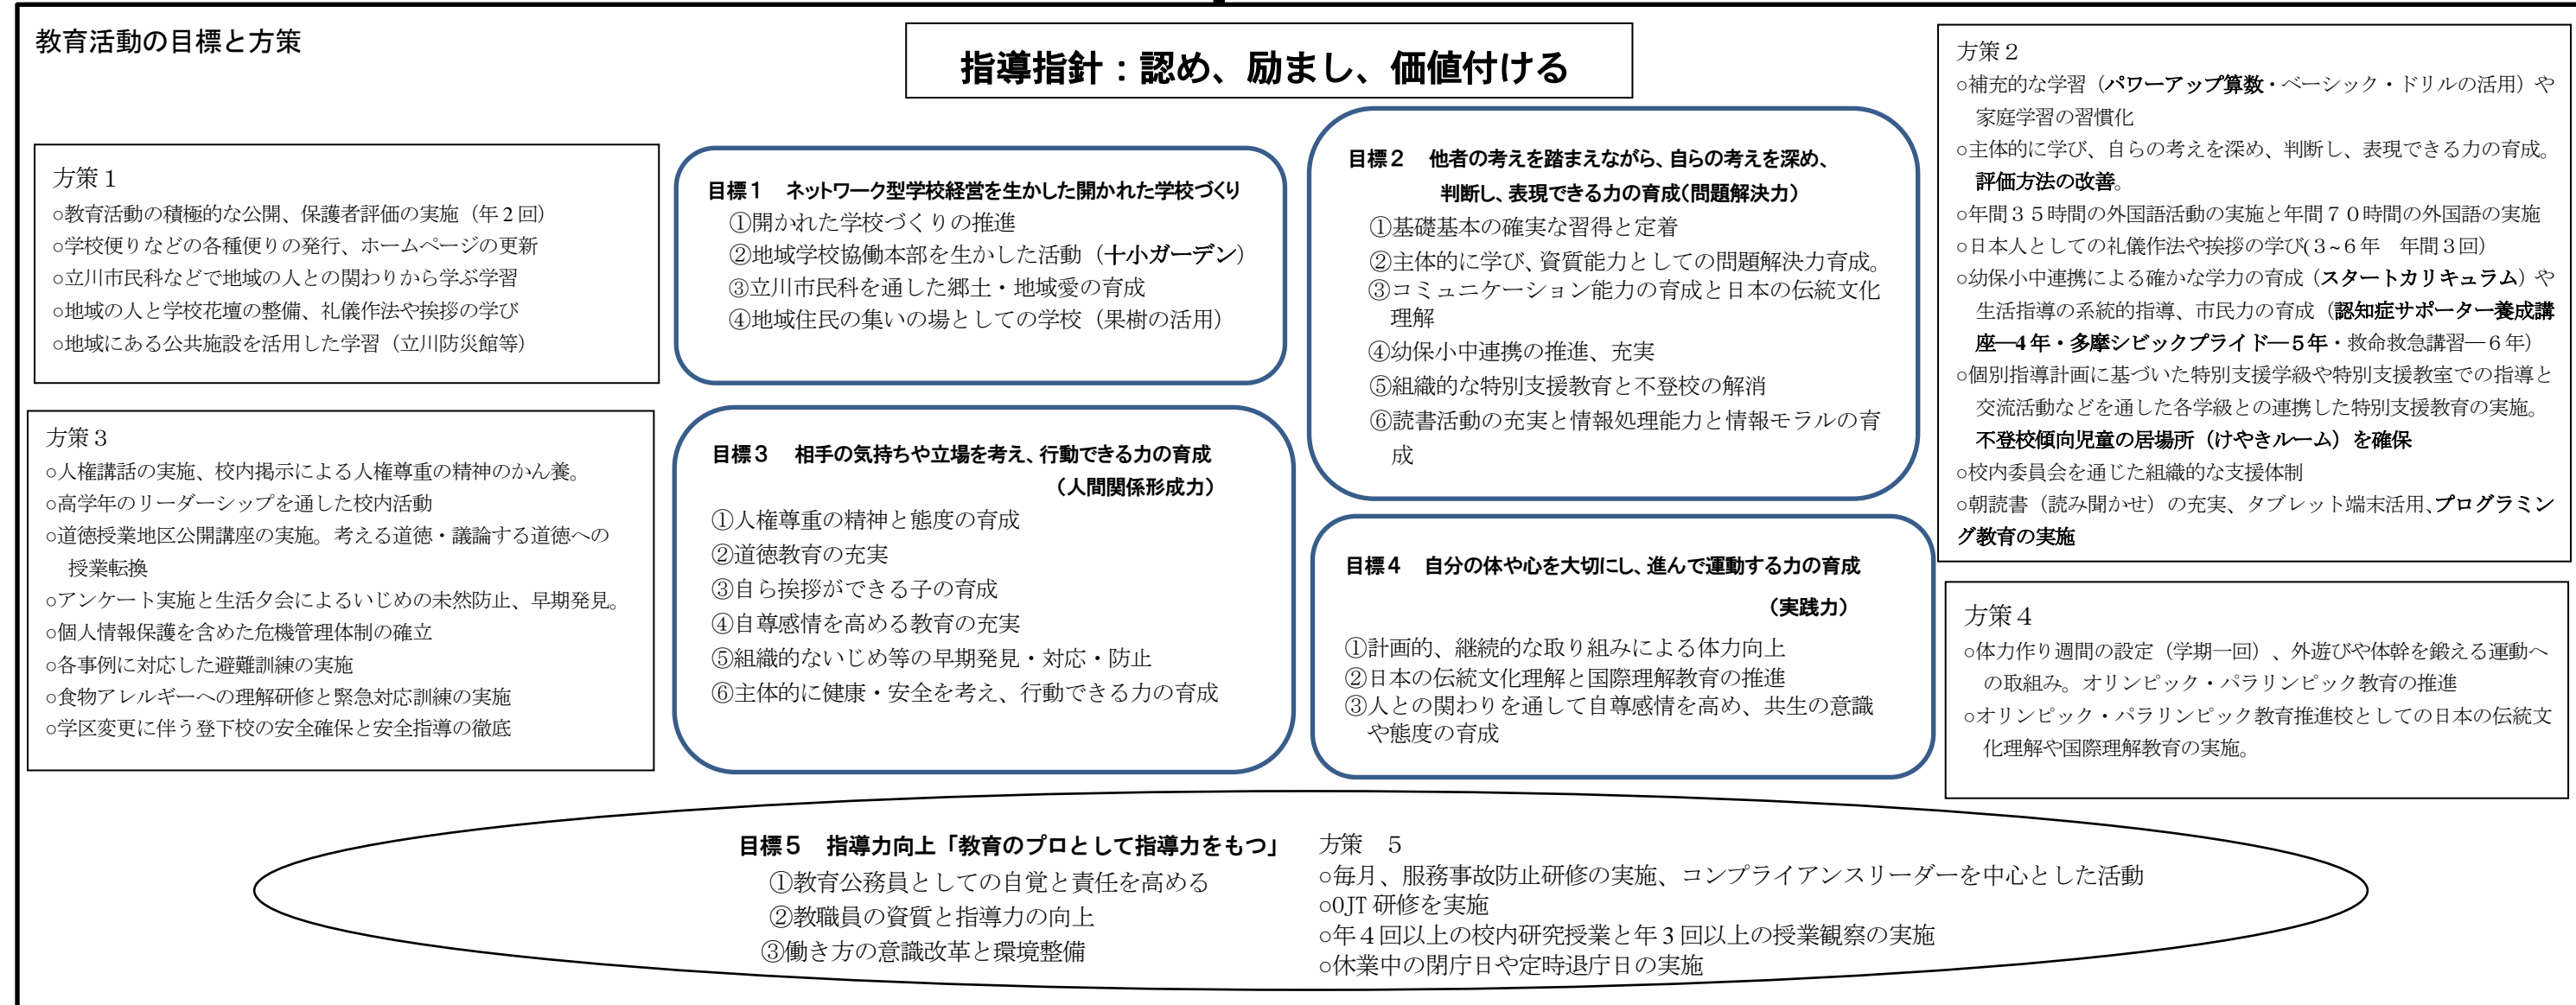 教育活動の目標と方策
指導指針：認め、励まし、価値付ける
方策１
○教育活動の積極的な公開、保護者評価の実施（年２回）
○学校便りなどの各種便りの発行、ホームページの更新
○立川市民科などで地域の人との関わりから学ぶ学習
○地域の人と学校花壇の整備、礼儀作法や挨拶の学び
○地域にある公共施設を活用した学習（立川防災館等）
目標１　ネットワーク型学校経営を生かした開かれた学校づくり
①開かれた学校づくりの推進
②地域学校協働本部を生かした活動（十小ガーデン）
③立川市民科を通した郷土・地域愛の育成
④地域住民の集いの場としての学校（果樹の活用）
目標２　他者の考えを踏まえながら、自らの考えを深め、
判断し、表現できる力の育成（問題解決力）
①基礎基本の確実な習得と定着
②主体的に学び、資質能力としての問題解決力育成。
③コミュニケーション能力の育成と日本の伝統文化
理解
④幼保小中連携の推進、充実
⑤組織的な特別支援教育と不登校の解消
⑥読書活動の充実と情報処理能力と情報モラルの育
成
方策２
○補充的な学習（パワーアップ算数・ベーシック・ドリルの活用）や
家庭学習の習慣化
○主体的に学び、自らの考えを深め、判断し、表現できる力の育成。
評価方法の改善。
○年間３５時間の外国語活動の実施と年間７０時間の外国語の実施
○日本人としての礼儀作法や挨拶の学び(３~６年　年間３回）
○幼保小中連携による確かな学力の育成（スタートカリキュラム）や
生活指導の系統的指導、市民力の育成（認知症サポーター養成講
座―4年・多摩シビックプライド―５年・救命救急講習―６年）
○個別指導計画に基づいた特別支援学級や特別支援教室での指導と
交流活動などを通した各学級との連携した特別支援教育の実施。
不登校傾向児童の居場所（けやきルーム）を確保
○校内委員会を通じた組織的な支援体制
○朝読書（読み聞かせ）の充実、タブレット端末活用、プログラミン
グ教育の実施
方策３
○人権講話の実施、校内掲示による人権尊重の精神のかん養。
○高学年のリーダーシップを通した校内活動
○道徳授業地区公開講座の実施。考える道徳・議論する道徳への
授業転換
○アンケート実施と生活夕会によるいじめの未然防止、早期発見。
○個人情報保護を含めた危機管理体制の確立
○各事例に対応した避難訓練の実施
○食物アレルギーへの理解研修と緊急対応訓練の実施
○学区変更に伴う登下校の安全確保と安全指導の徹底
目標３　相手の気持ちや立場を考え、行動できる力の育成
（人間関係形成力）
①人権尊重の精神と態度の育成
②道徳教育の充実
③自ら挨拶ができる子の育成
④自尊感情を高める教育の充実
⑤組織的ないじめ等の早期発見・対応・防止
⑥主体的に健康・安全を考え、行動できる力の育成
目標４　自分の体や心を大切にし、進んで運動する力の育成
（実践力）
①計画的、継続的な取り組みによる体力向上
②日本の伝統文化理解と国際理解教育の推進
③人との関わりを通して自尊感情を高め、共生の意識
や態度の育成
方策４
○体力作り週間の設定（学期一回）、外遊びや体幹を鍛える運動へ
の取組み。オリンピック・パラリンピック教育の推進
○オリンピック・パラリンピック教育推進校としての日本の伝統文
化理解や国際理解教育の実施。
目標５　指導力向上「教育のプロとして指導力をもつ」
①教育公務員としての自覚と責任を高める
②教職員の資質と指導力の向上
③働き方の意識改革と環境整備
方策　５
○毎月、服務事故防止研修の実施、コンプライアンスリーダーを中心とした活動
○OJT 研修を実施
○年４回以上の校内研究授業と年３回以上の授業観察の実施
○休業中の閉庁日や定時退庁日の実施